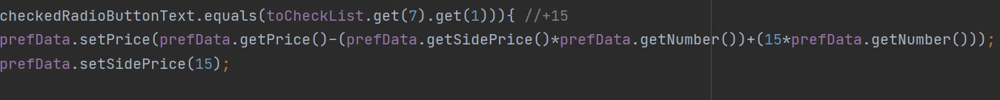 checkedRadioButtonText.equals(toCheckList.get(7).get(1))){ //+15
prefData.setPrice(prefData.getPrice()-(prefData.getSidePrice()*prefData.getNumber())+(15*prefData.getNumber()));
prefData.setSidePrice(15);